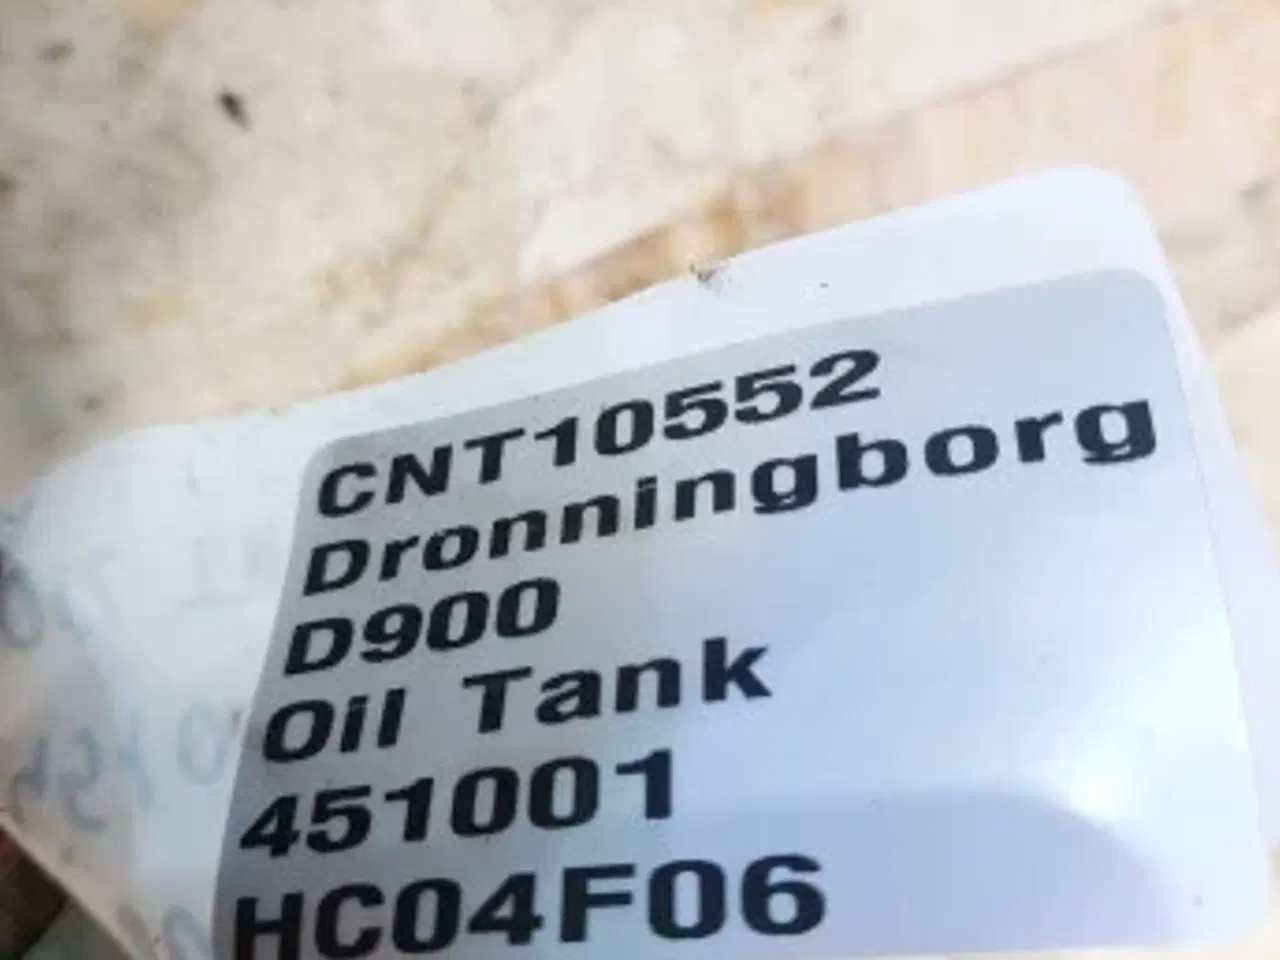 CNT10552
Dronningborg
D900
Oil Tank
451001
HC04F06